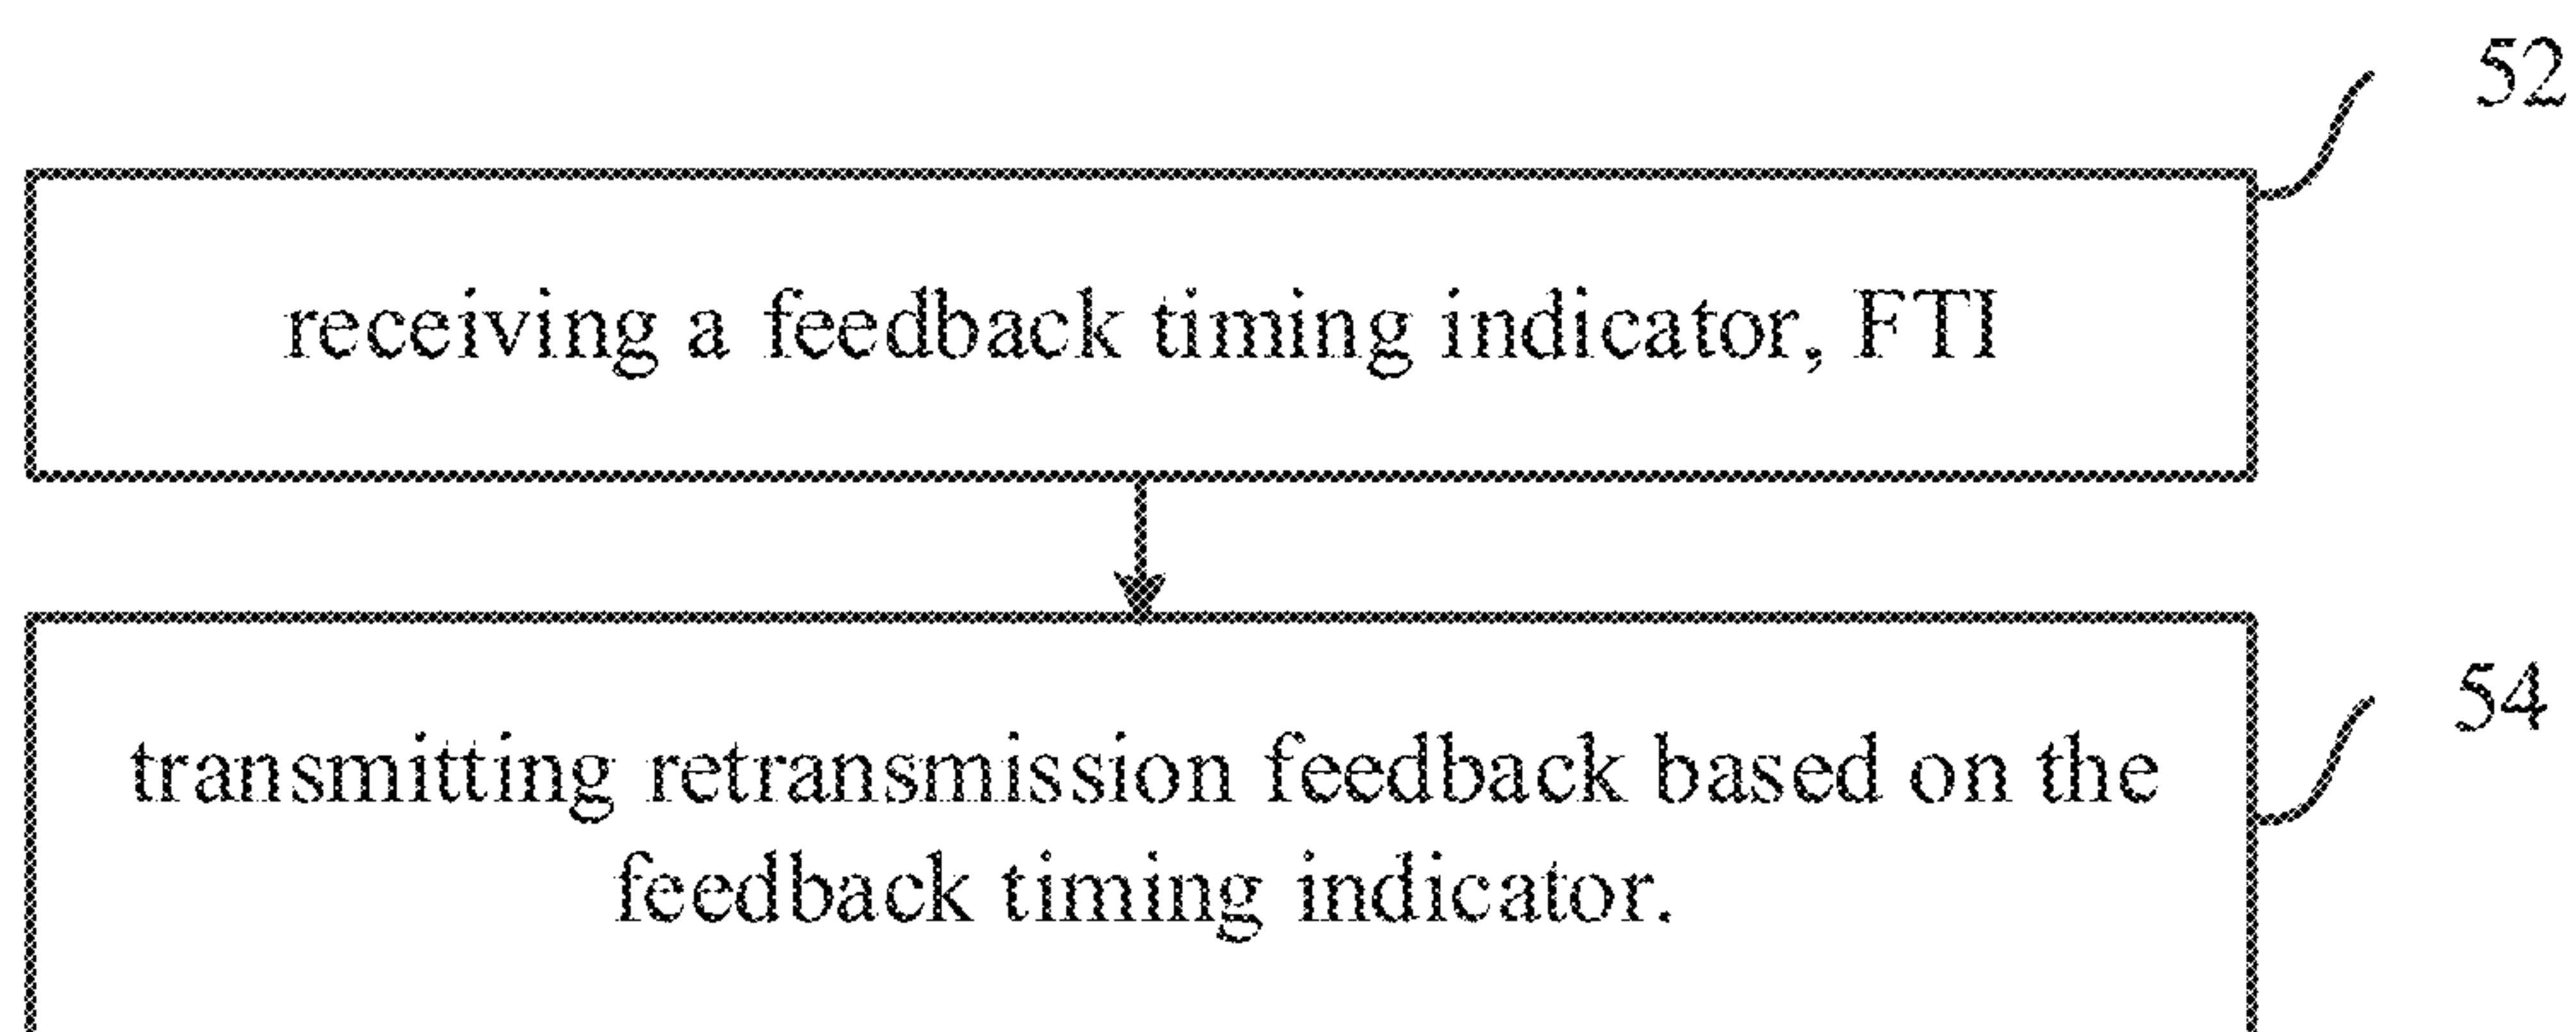 52
receiving a feedback timing indicator, FTI
54
transmitting retransmission feedback based on the
feedback timing indicator.